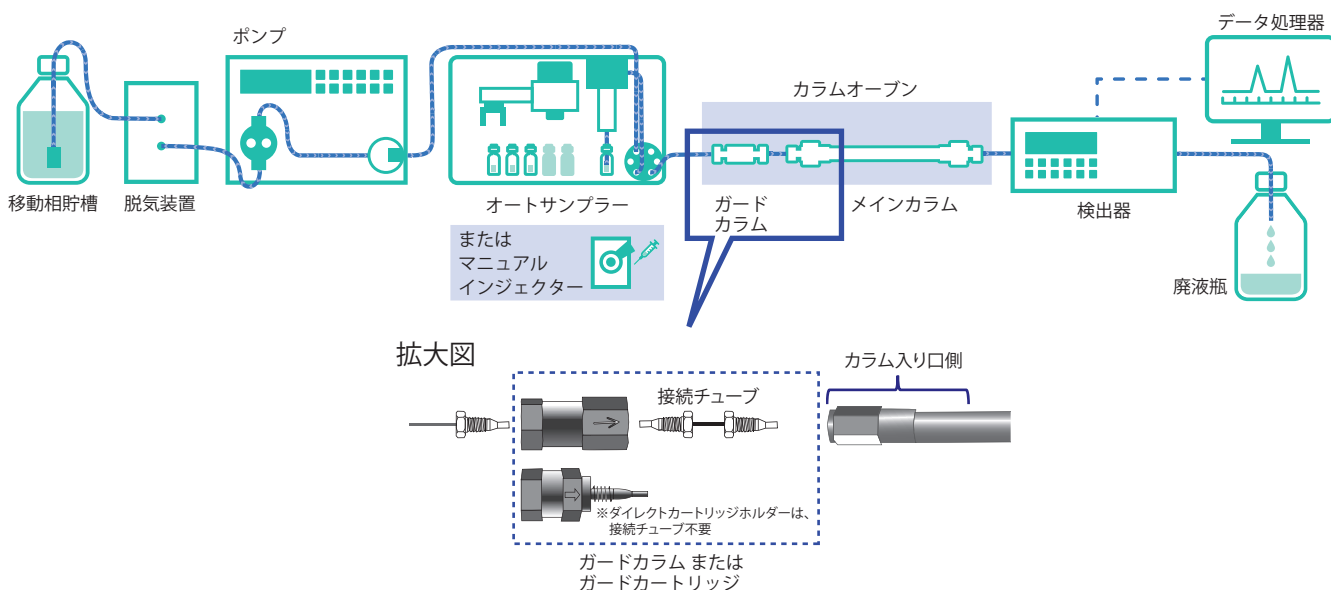 データ処理器
ポンプ
カラムオーブン
移動相貯槽
脱気装置
オートサンプラー
ガード
カラム
メインカラム
検出器
または
マニュアル
インジェクター
廃液瓶
拡大図
カラム入り口側
接続チューブ
※ダイレクトカートリッジホルダーは、
接続チューブ不要
ガードカラム または
ガードカートリッジ